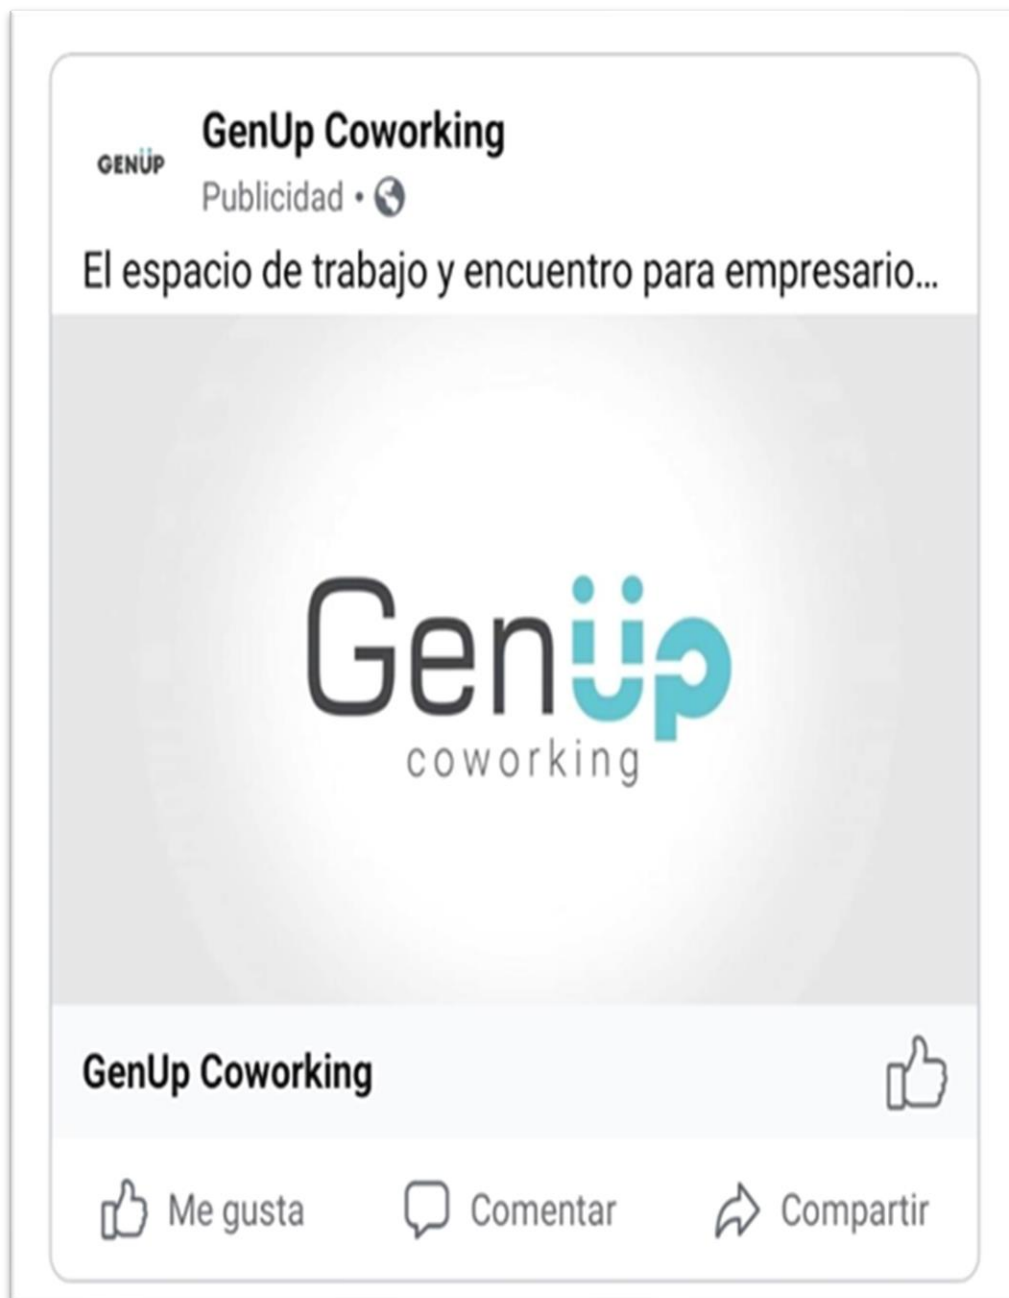 GenUp Coworking
GENÜP
Publicidad •
El espacio de trabajo y encuentro para empresario...
Genüp
coworking
GenUp Coworking
Me gusta
Comentar
Compartir